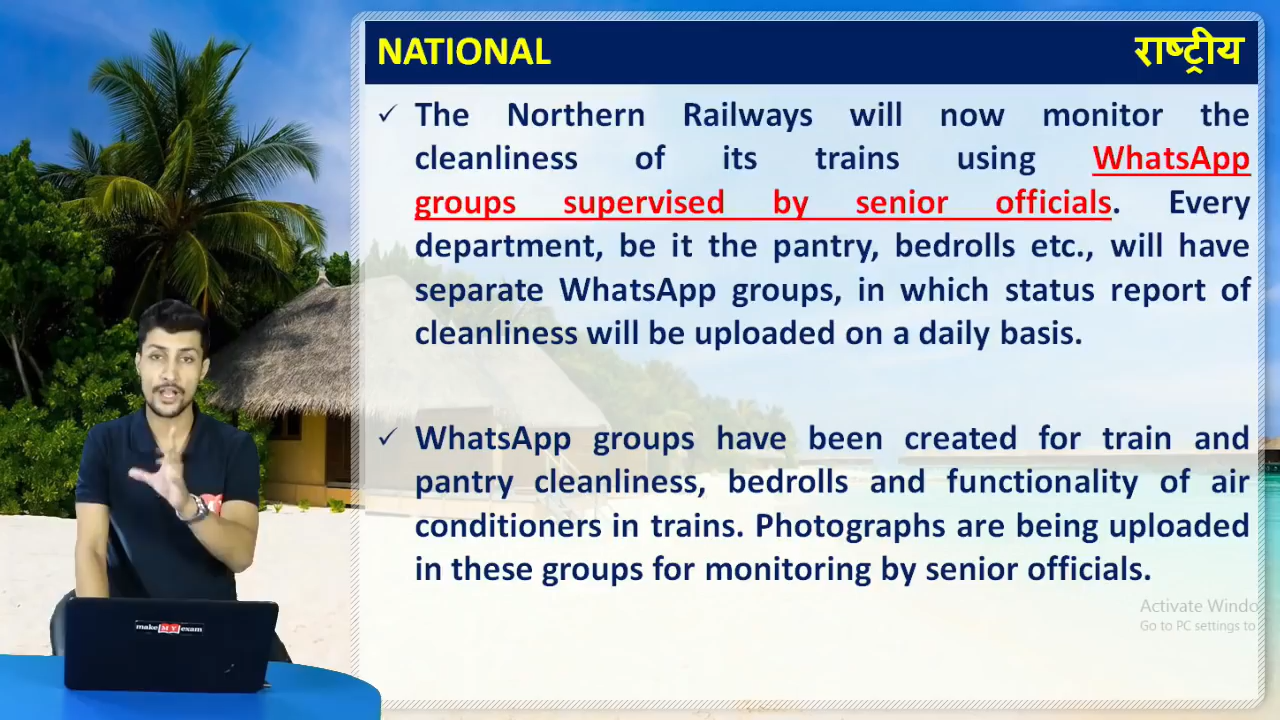 NATIONAL राष्ट्रीय
✓ The Northern Railways will now monitor the
cleanliness of its trains using WhatsApp
groups supervised by senior officials. Every
department, be it the pantry, bedrolls etc., will have
separate WhatsApp groups, in which status report of
cleanliness will be uploaded on a daily basis.
✓ WhatsApp groups have been created for train and
pantry cleanliness, bedrolls and functionality of air
conditioners in trains. Photographs are being uploaded
in these groups for monitoring by senior officials.
Activate Windo
Go to PC settings to
make MY exam